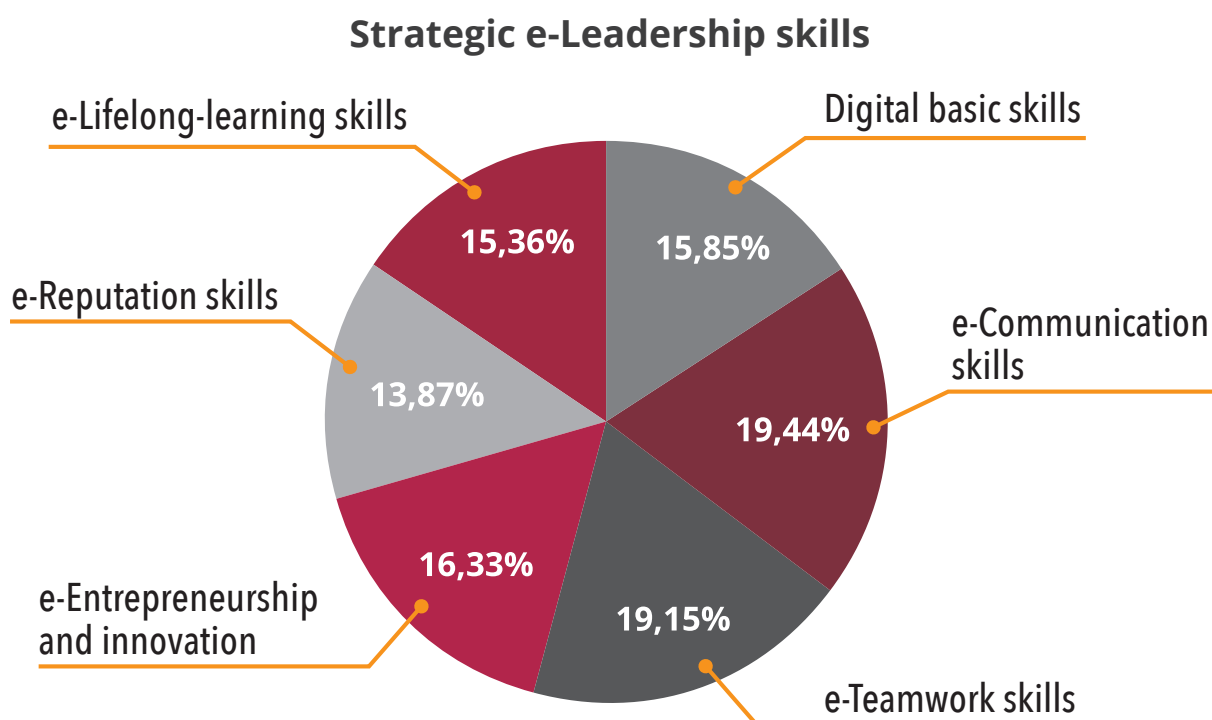 Strategic e-Leadership skills
e-Lifelong-learning skills
Digital basic skills
15,36%
15,85%
e-Reputation skills
e-Communication
skills
13,87%
19,44%
16,33%
e-Entrepreneurship
and innovation
19,15%
e-Teamwork skills